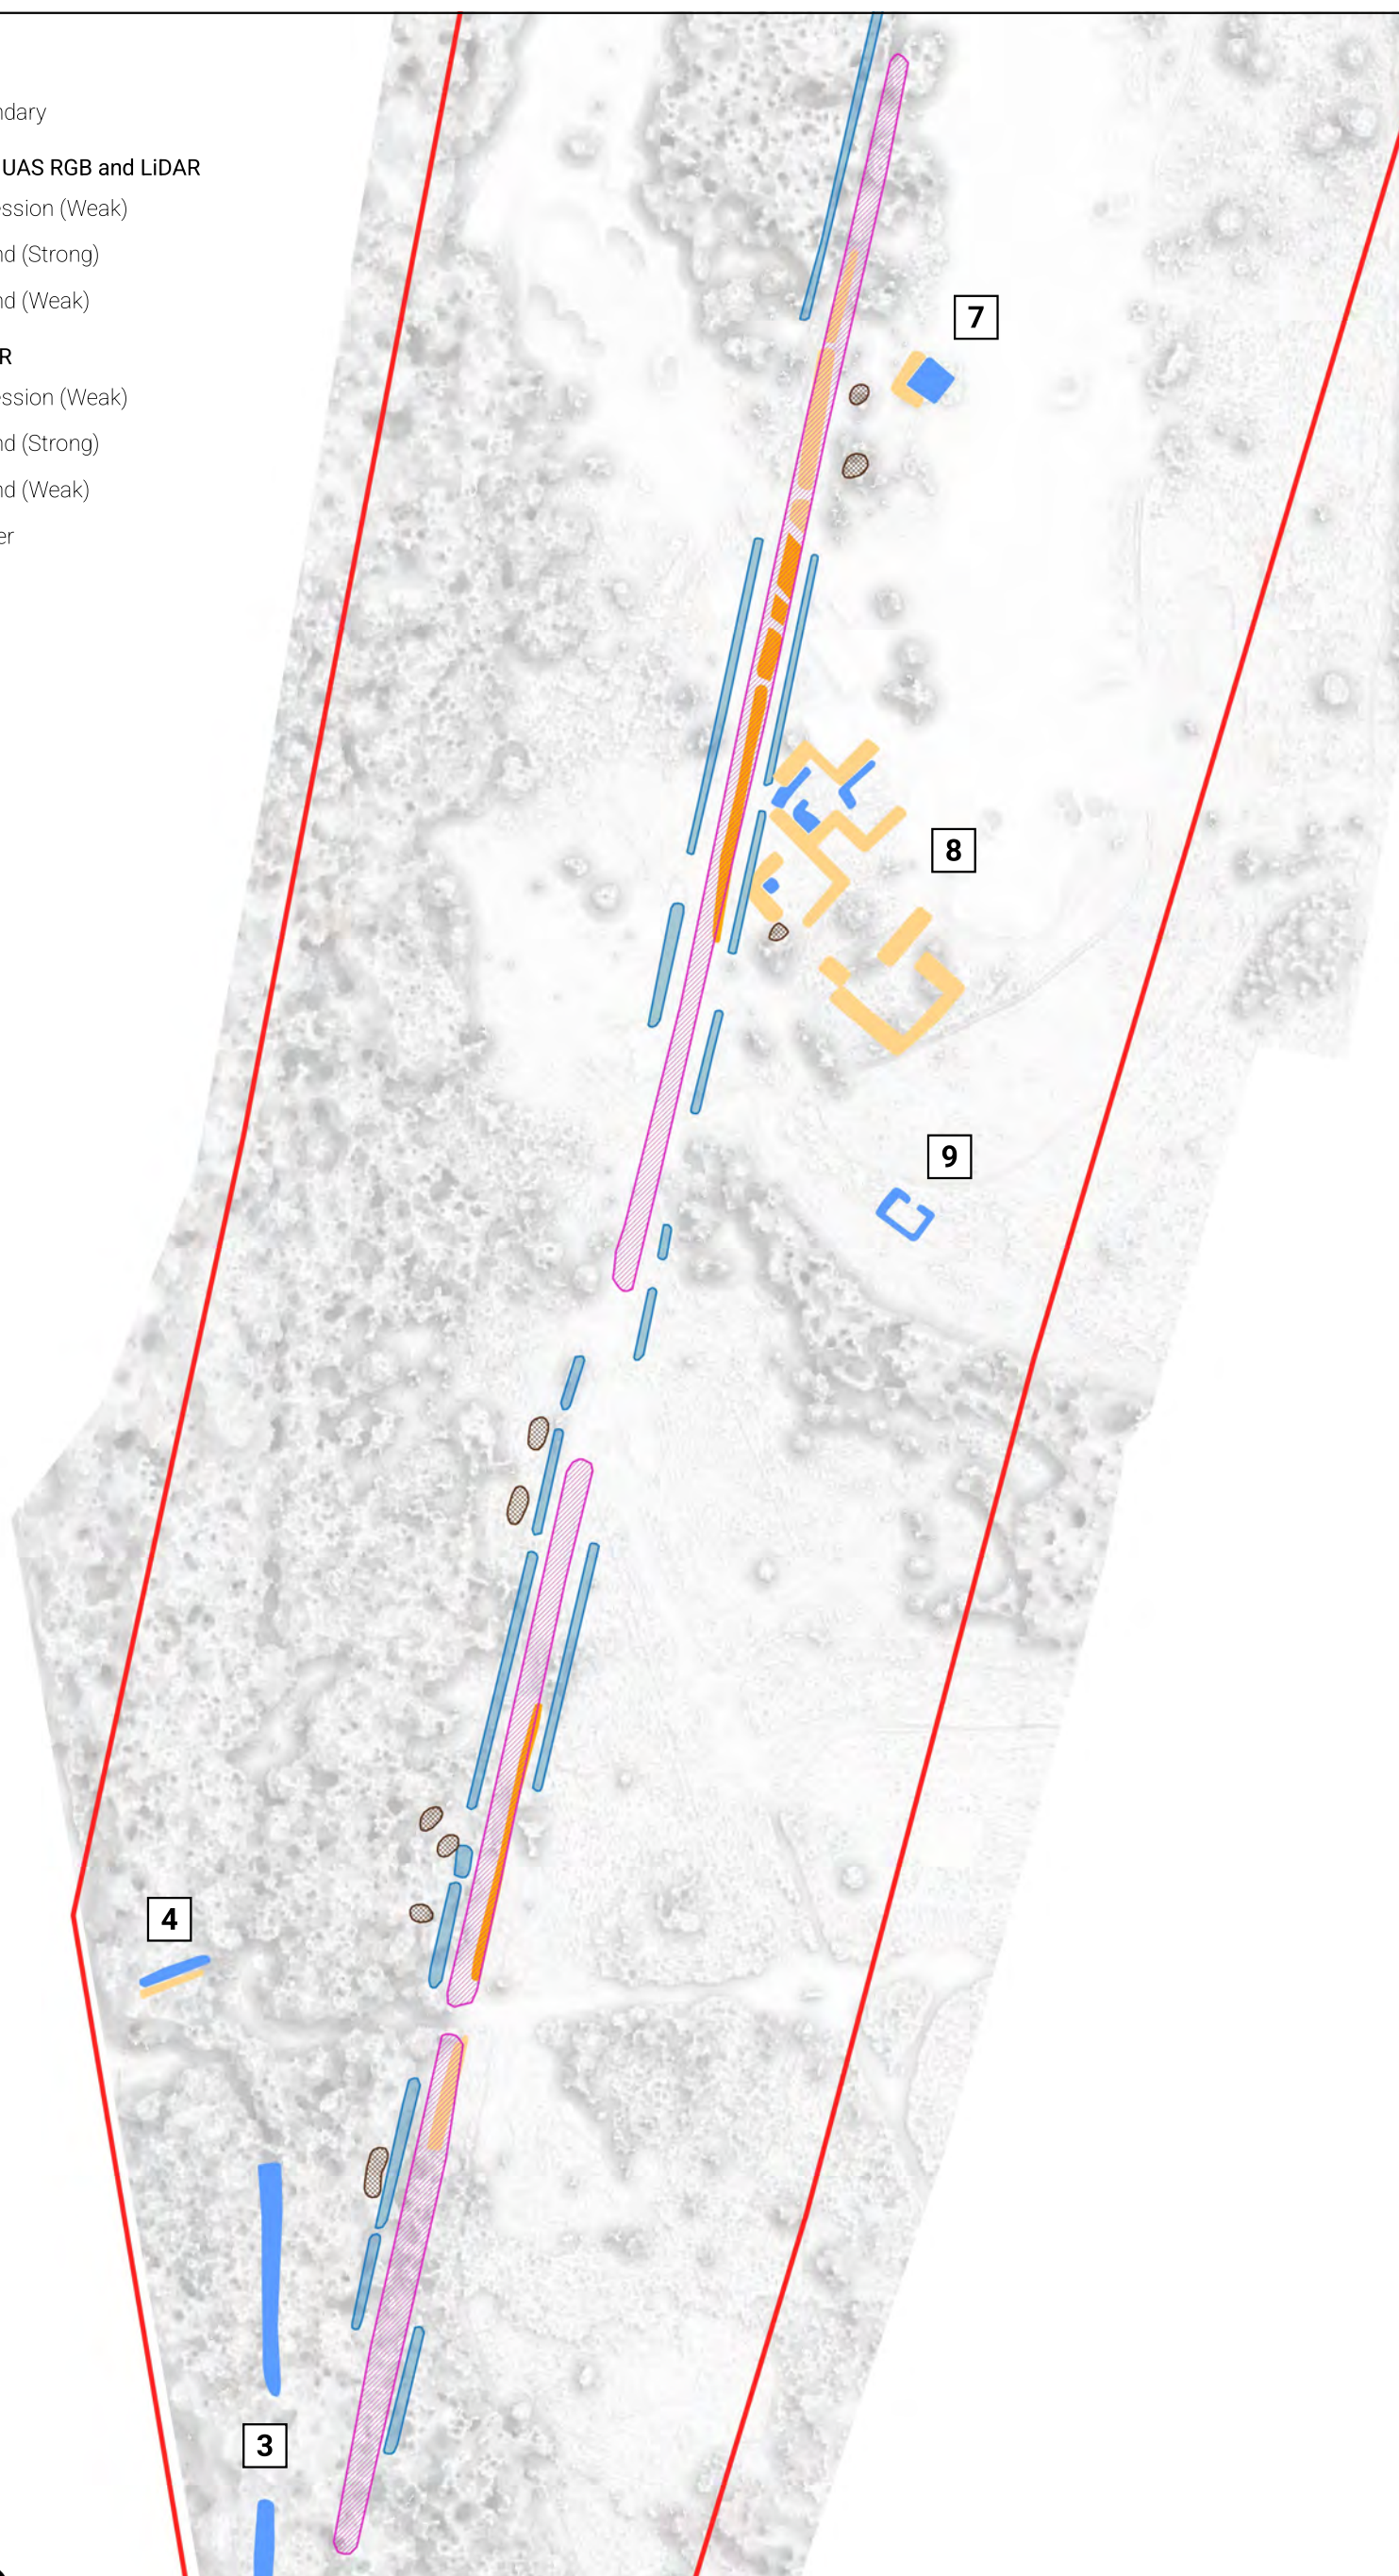 ndary
UAS RGB and LiDAR
ession (Weak)
nd (Strong)
nd (Weak)
R
ession (Weak)
nd (Strong)
nd (Weak)
er
7
8
9
4
3